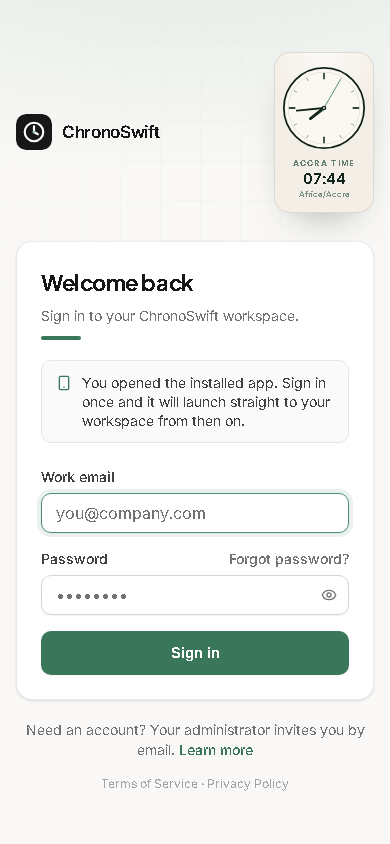 ChronoSwift
ACCRA TIME
07:44
Africa/Accra
Welcome back
Sign in to your ChronoSwift workspace.
You opened the installed app. Sign in
once and it will launch straight to your
workspace from then on.
Work email
you@company.com
Password
Forgot password?
Sign in
Need an account? Your administrator invites you by
email. Learn more
Terms of Service · Privacy Policy